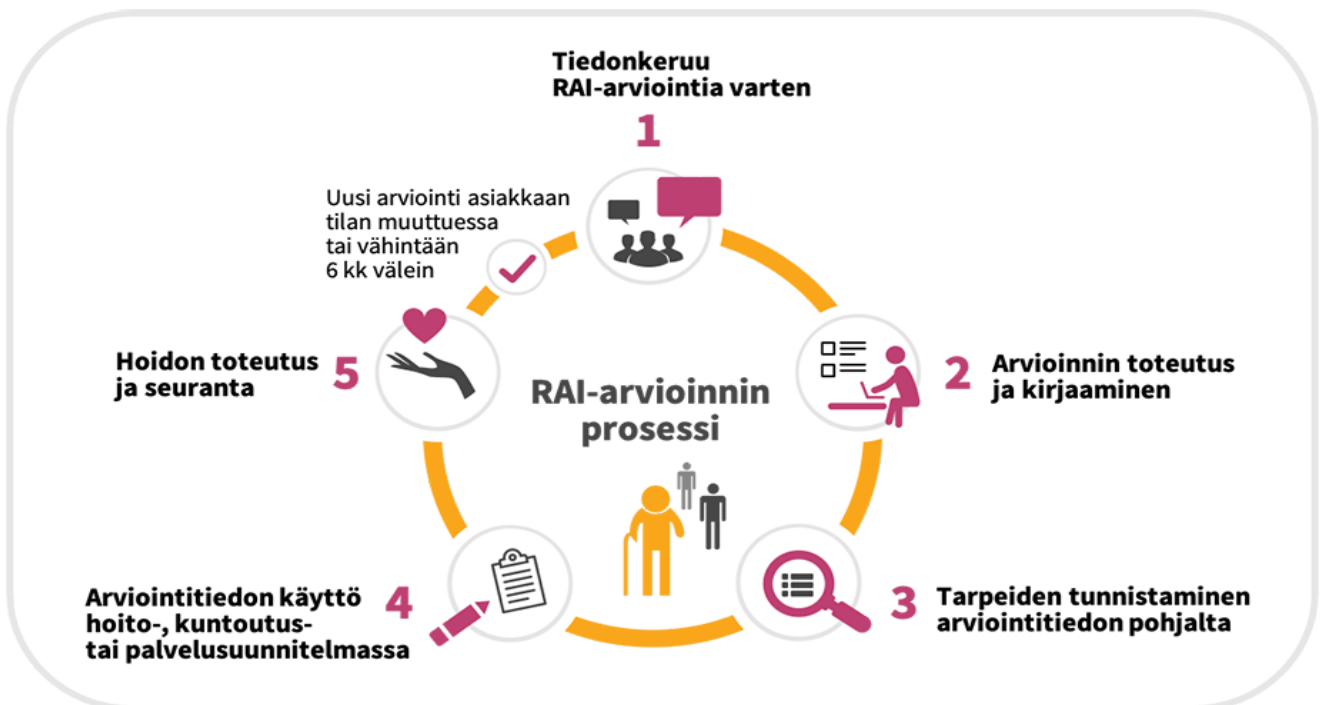 Tiedonkeruu
RAI-arviointia varten
1
Uusi arviointi asiakkaan
tilan muuttuessa
tai vähintään
6 kk välein
Hoidon toteutus
ja seuranta
5
RAI-arvioinnin
prosessi
2
Arvioinnin toteutus
ja kirjaaminen
Arviointitiedon käyttö
hoito-, kuntoutus-
tai palvelusuunnitelmassa
4
3
Tarpeiden tunnistaminen
arviointitiedon pohjalta